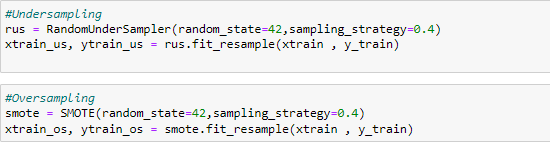 #Undersampling
rus = RandomUnderSampler(random_state=42,sampling_strategy=0.4)
xtrain_us, ytrain_us = rus.fit_resample(xtrain , y_train)
#Oversampling
smote = SMOTE(random_state=42,sampling_strategy=0.4)
xtrain_os, ytrain_os = smote.fit_resample(xtrain , y_train)